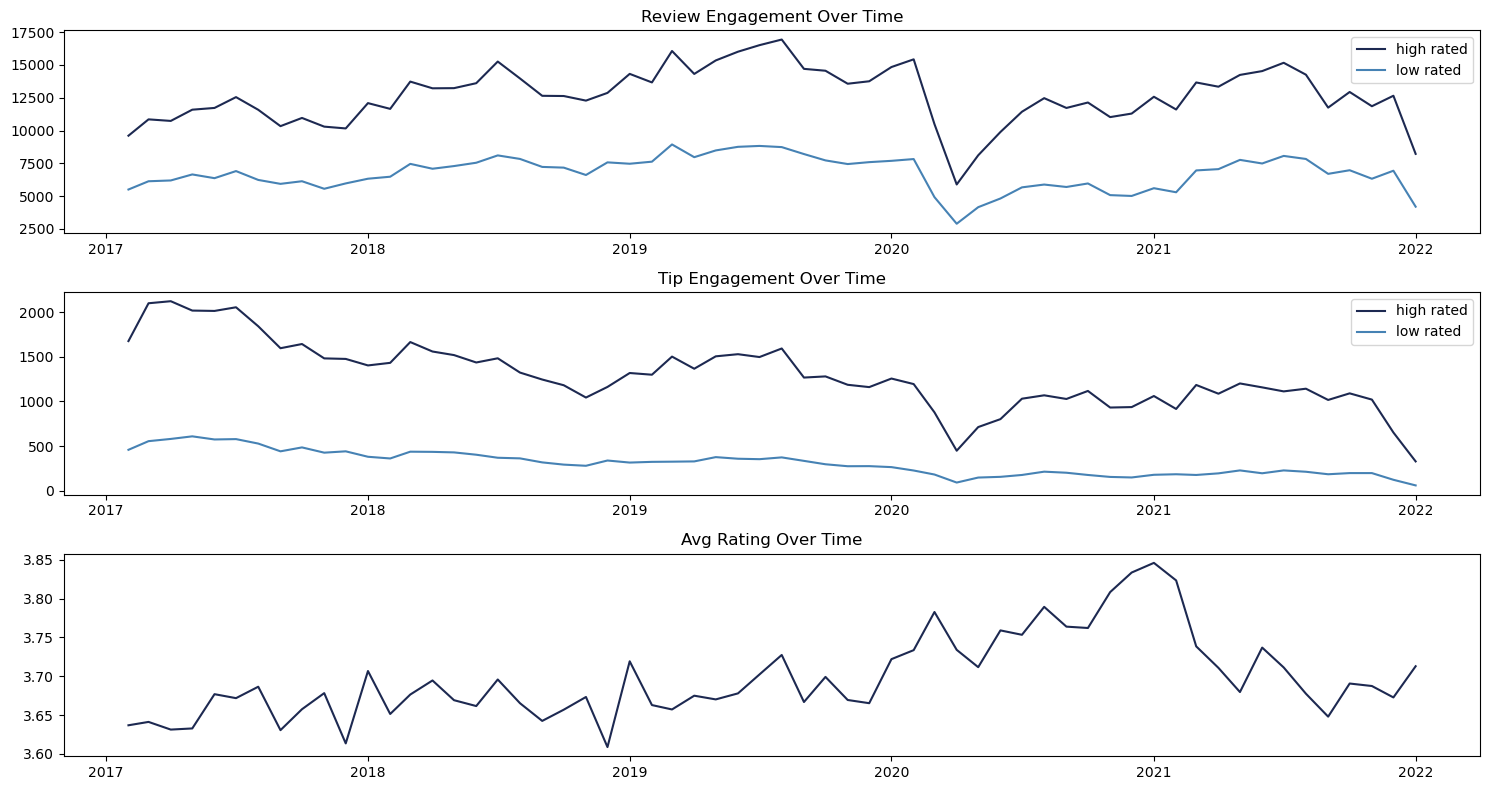 Review Engagement Over Time
17500
15000
12500
10000
7500
5000
2500
high rated
low rated
2017 2018 2019 2020 2021 2022
Tip Engagement Over Time
2000
1500
1000
500
0
high rated
low rated
2017 2018 2019 2020 2021 2022
Avg Rating Over Time
3.85
3.80
3.75
3.70
3.65
3.60
2017 2018 2019 2020 2021 2022